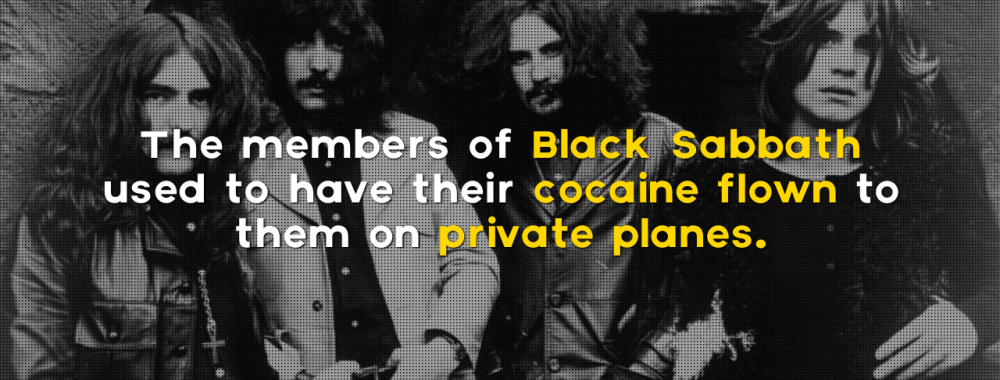 The members of Black Sabbath
used to have their cocaine flown to
them on private planes.